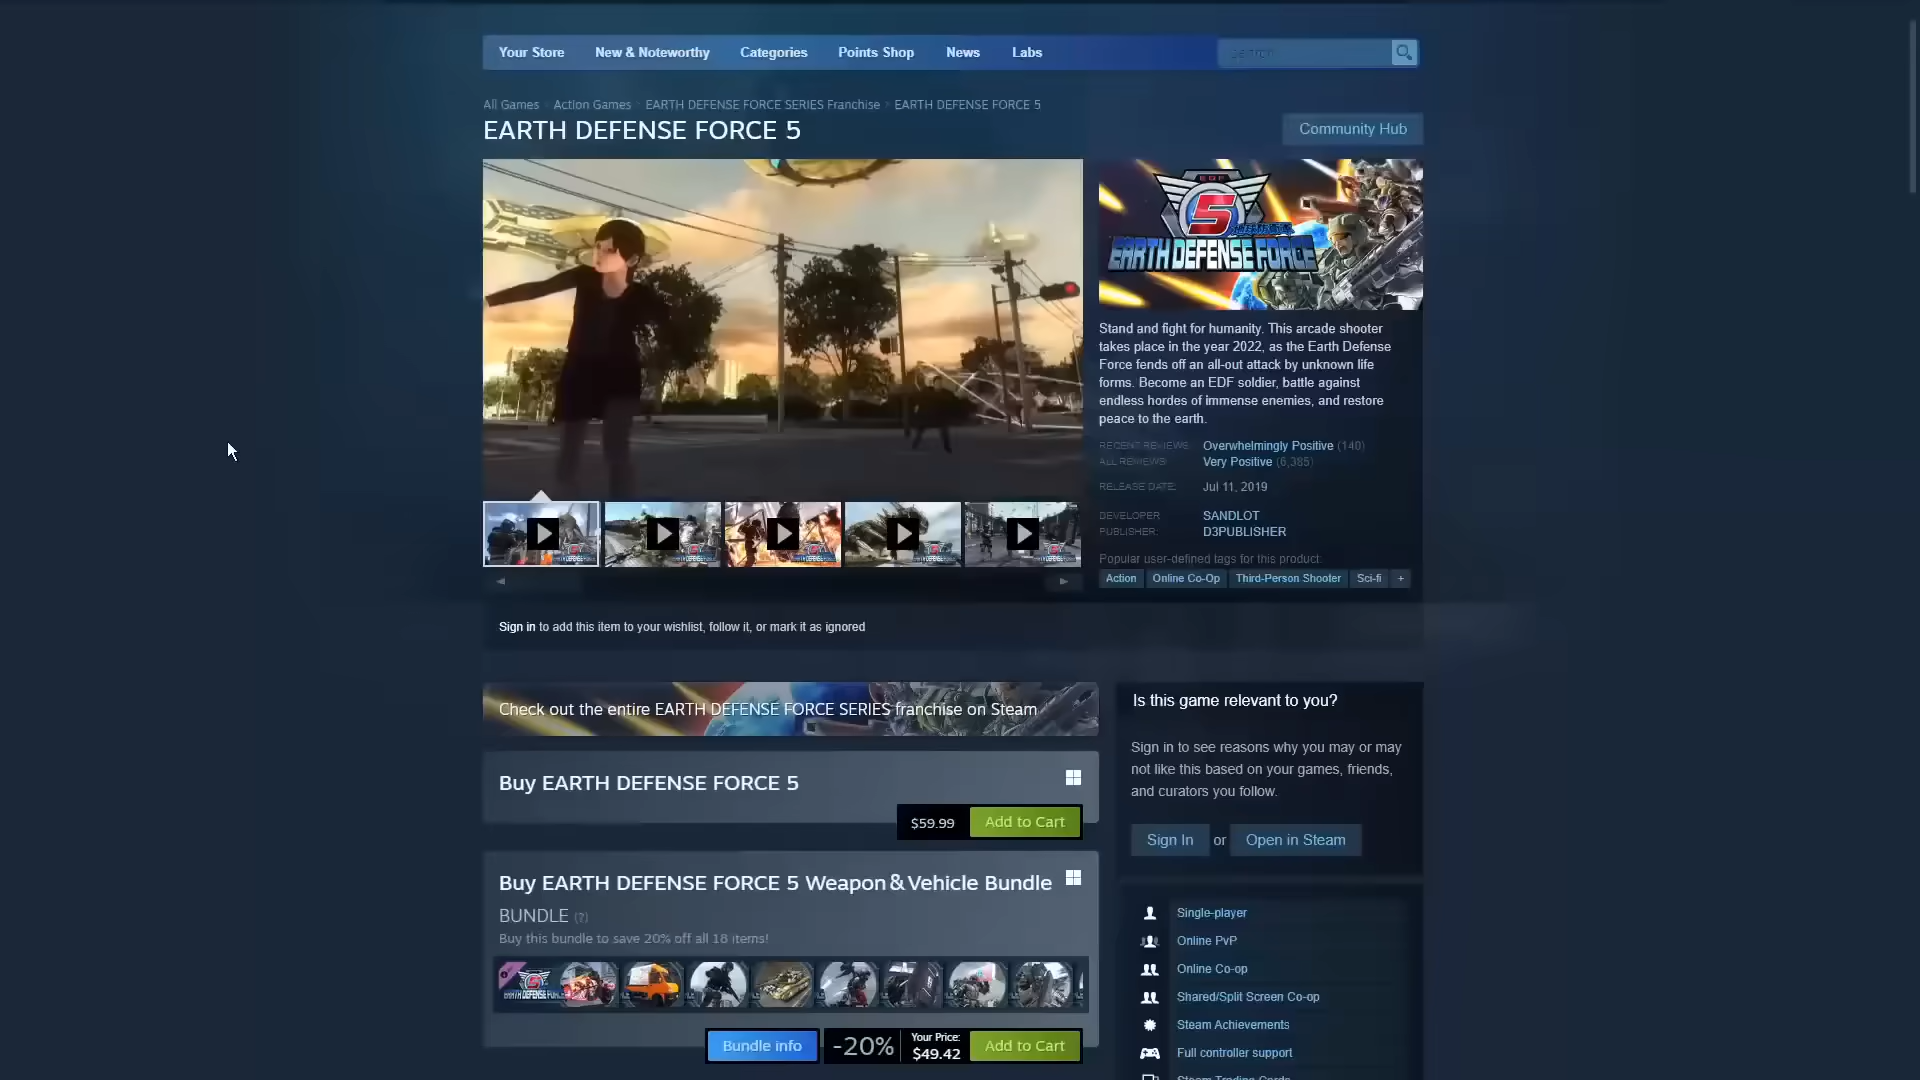 Your Store New & Noteworthy Categories Points Shop News Labs
All Games Action Games EARTH DEFENSE FORCE SERIES Franchise EARTH DEFENSE FORCE 5
EARTH DEFENSE FORCE 5
Community Hub
EDF
5
EARTH DEFENSE FORCE
Stand and fight for humanity. This arcade shooter
takes place in the year 2022, as the Earth Defense
Force fends off an all-out attack by unknown life
forms. Become an EDF soldier, battle against
endless hordes of immense enemies, and restore
peace to the earth.
RECENT REVIEWS: Overwhelmingly Positive (140)
ALL REVIEWS: Very Positive (6,385)
RELEASE DATE: Jul 11, 2019
DEVELOPER: SANDLOT
PUBLISHER: D3PUBLISHER
Popular user-defined tags for this product:
Action Online Co-Op Third-Person Shooter Sci-fi +
Sign in to add this item to your wishlist, follow it, or mark it as ignored
Check out the entire EARTH DEFENSE FORCE SERIES franchise on Steam
Buy EARTH DEFENSE FORCE 5
$59.99 Add to Cart
Buy EARTH DEFENSE FORCE 5 Weapon&Vehicle Bundle
BUNDLE (?)
Buy this bundle to save 20% off all 18 items!
Bundle info -20% Your Price: $49.42 Add to Cart
Is this game relevant to you?
Sign in to see reasons why you may or may
not like this based on your games, friends,
and curators you follow.
Sign In or Open in Steam
Single-player
Online PvP
Online Co-op
Shared/Split Screen Co-op
Steam Achievements
Full controller support
Steam Trading Cards